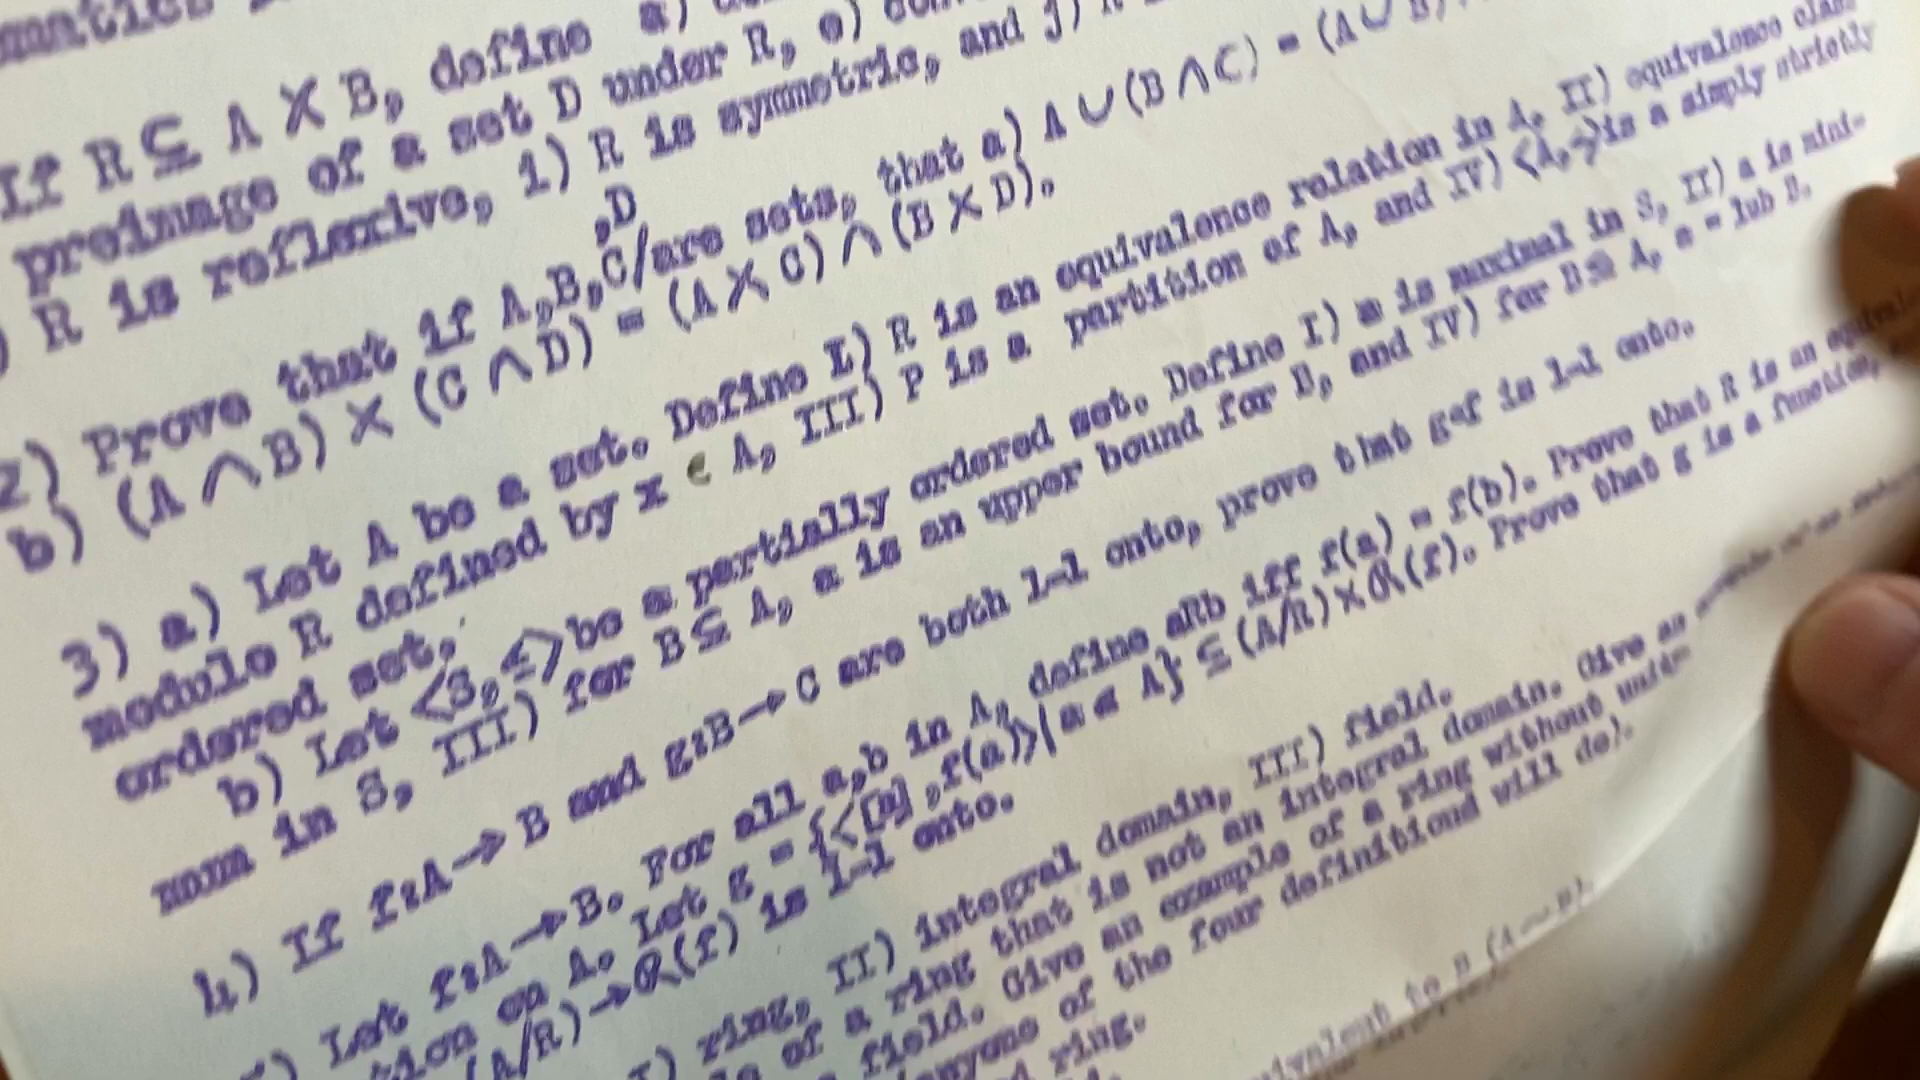 If R ⊆ A X B, define a)
preimage of a set D under R, e)
R is reflexive, i) R is symmetric, and j)
2) Prove that if A,B,C/are sets, that a) A ∪ (B ∩ C) = (A ∪ B)
,D
b) (A ∩ B) X (C ∩ D) = (A X C) ∩ (B X D).
3) a) Let A be a set. Define I) R is an equivalence relation in A, II) equivalence class
modulo R defined by x ∈ A, III) P is a partition of A, and IV) <A, > is a simply strictly
ordered set.
b) Let <S, ≤> be a partially ordered set. Define I) m is maximal in S, II) a is mini-
mum in S, III) for B ⊆ A, a is an upper bound for B, and IV) for B ⊆ A, a = lub B.
4) If f:A → B and g:B → C are both 1-1 onto, prove that g∘f is 1-1 onto.
Let f:A → B. For all a,b in A, define aRb iff f(a) = f(b). Prove that R is an
on A. Let g = {<[a],f(a)>|a ∈ A} ⊆ (A/R) X R(f). Prove that g is a function,
(A/R) → R(f) is 1-1 onto.
I) ring, II) integral domain, III) field.
of a ring that is not an integral domain. Give an
field. Give an example of a ring without
of the four definitiond will do).
ring.